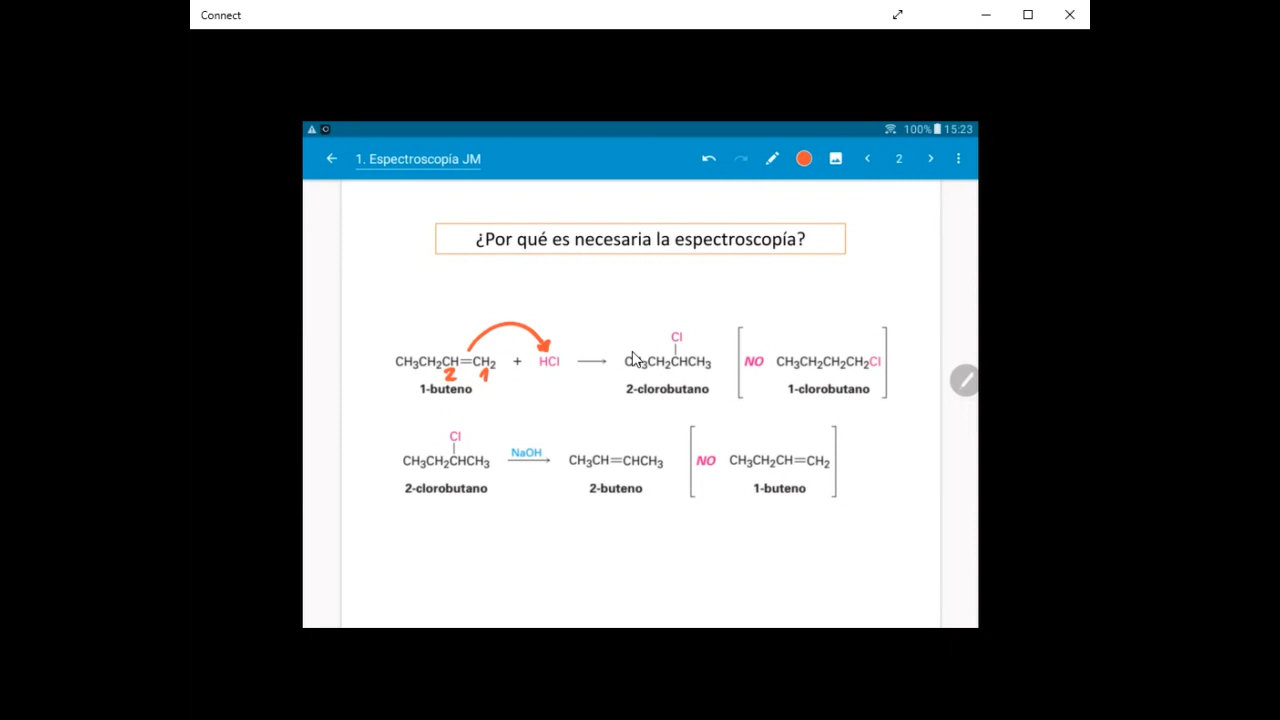 Connect
100% 15:23
1. Espectroscopía JM
2
¿Por qué es necesaria la espectroscopía?
CH₃CH₂CH=CH₂ + HCl
2 1
1-buteno
Cl
CH₂CHCH₃
2-clorobutano
NO CH₃CH₂CH₂CH₂Cl
1-clorobutano
Cl
CH₃CH₂CHCH₃
2-clorobutano
NaOH
CH₃CH=CHCH₃
2-buteno
NO CH₃CH₂CH=CH₂
1-buteno